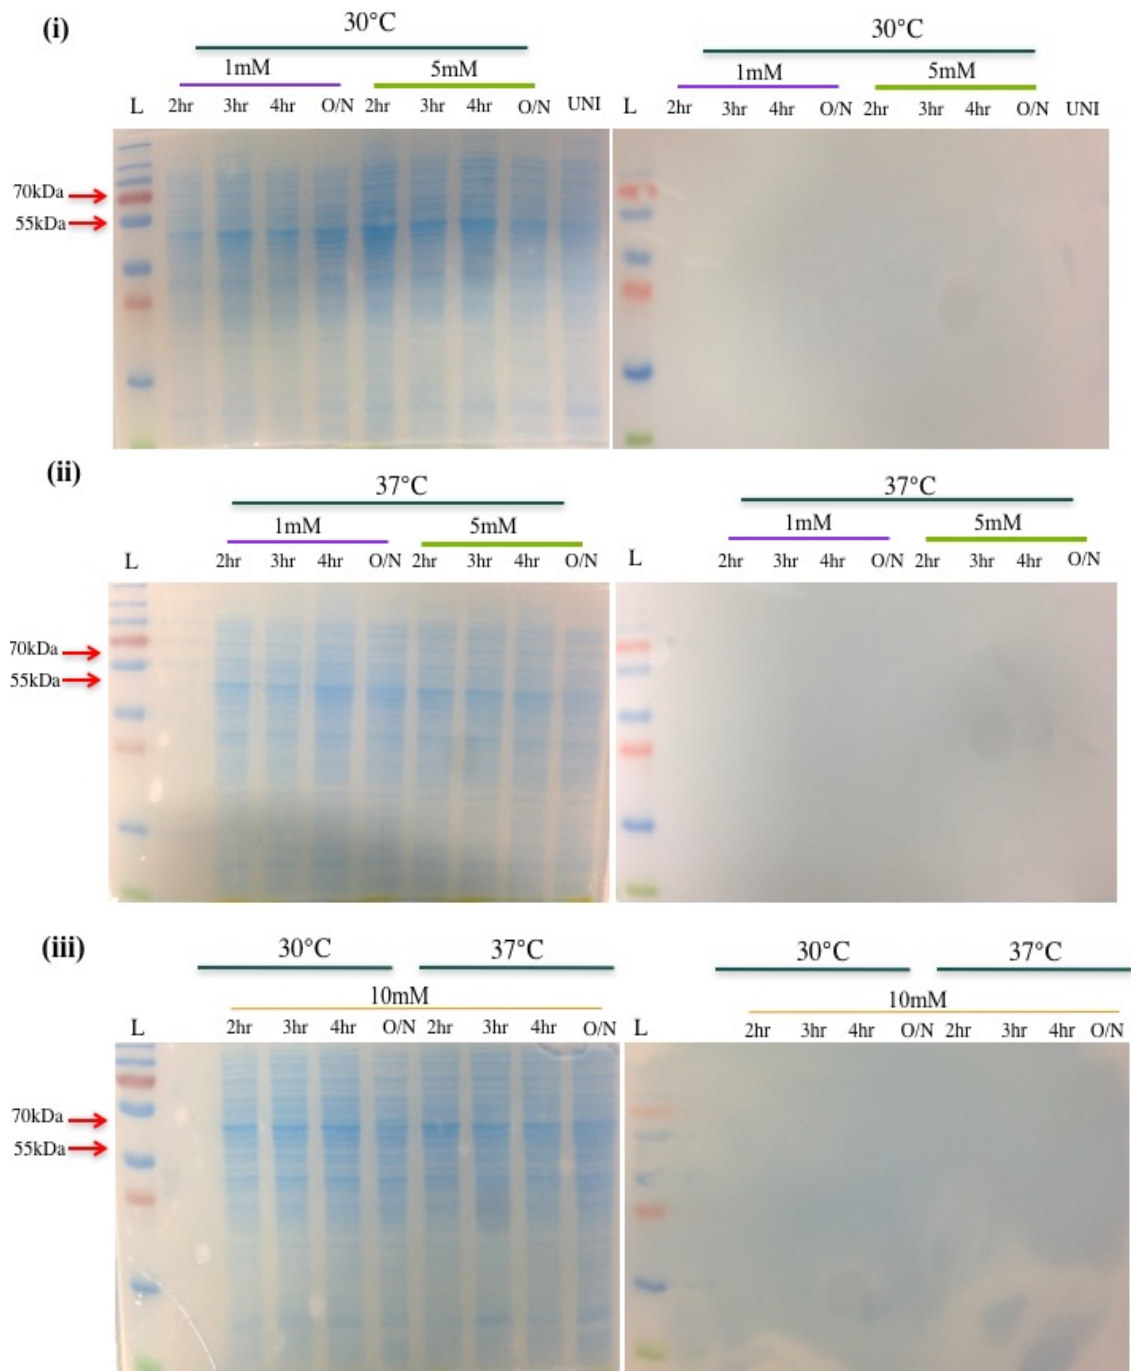 (i)
30°C
1mM 5mM
L 2hr 3hr 4hr O/N 2hr 3hr 4hr O/N UNI
70kDa
55kDa
30°C
1mM 5mM
L 2hr 3hr 4hr O/N 2hr 3hr 4hr O/N UNI
(ii)
37°C
1mM 5mM
L 2hr 3hr 4hr O/N 2hr 3hr 4hr O/N
70kDa
55kDa
37°C
1mM 5mM
L 2hr 3hr 4hr O/N 2hr 3hr 4hr O/N
(iii)
30°C 37°C
10mM
L 2hr 3hr 4hr O/N 2hr 3hr 4hr O/N
70kDa
55kDa
30°C 37°C
10mM
L 2hr 3hr 4hr O/N 2hr 3hr 4hr O/N